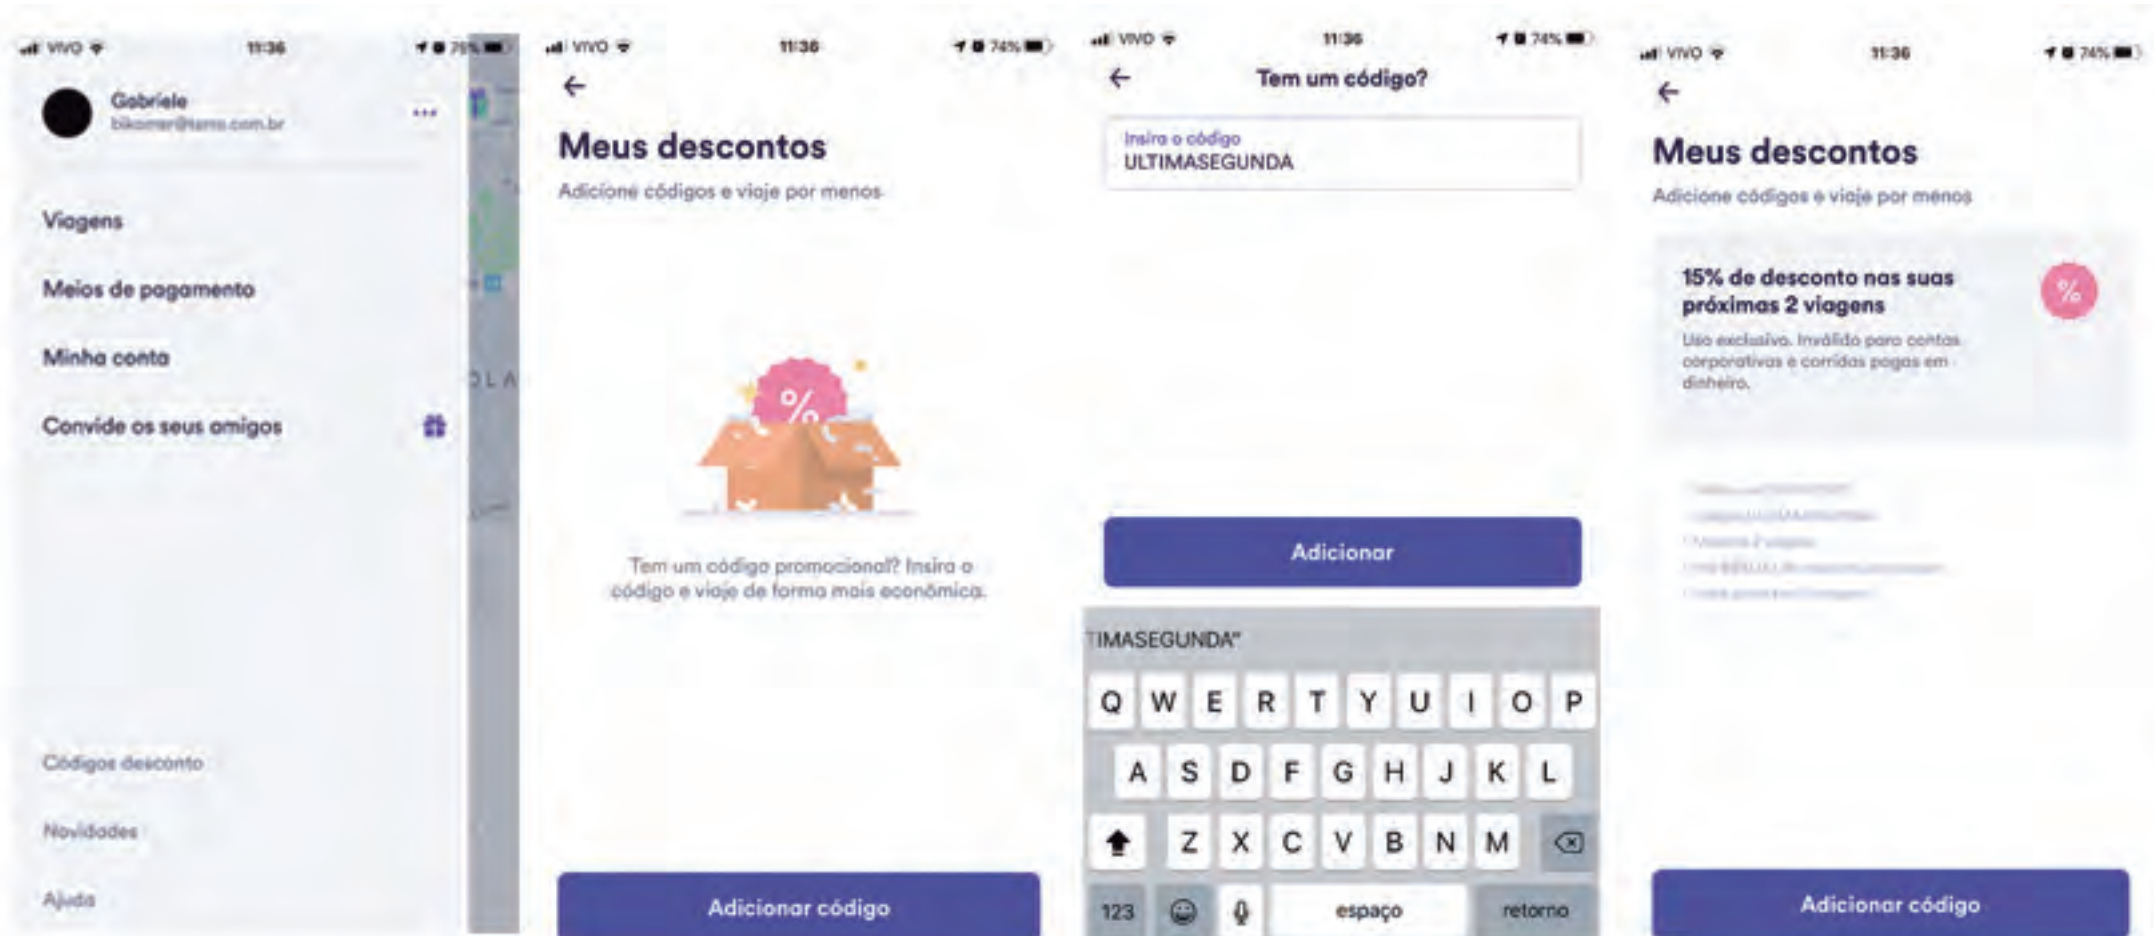 VIVO 11:36
Gabriele
Viagens
Meios de pagamento
Minha conta
Convide os seus amigos
OLA
Códigos desconto
Novidades
Ajuda
VIVO 11:36 74%
Meus descontos
Adicione códigos e viaje por menos
%
Tem um código promocional? Insira o
código e viaje de forma mais econômica.
Adicionar código
VIVO 11:36 74%
Tem um código?
Insira o código
ULTIMASEGUNDA
Adicionar
TIMASEGUNDA"
Q W E R T Y U I O P
A S D F G H J K L
Z X C V B N M
123 espaço retorno
VIVO 11:36 74%
Meus descontos
Adicione códigos e viaje por menos
15% de desconto nas suas
próximas 2 viagens
%
Uso exclusivo. Inválido para contas
corporativas e corridas pagas em
dinheiro.
Adicionar código